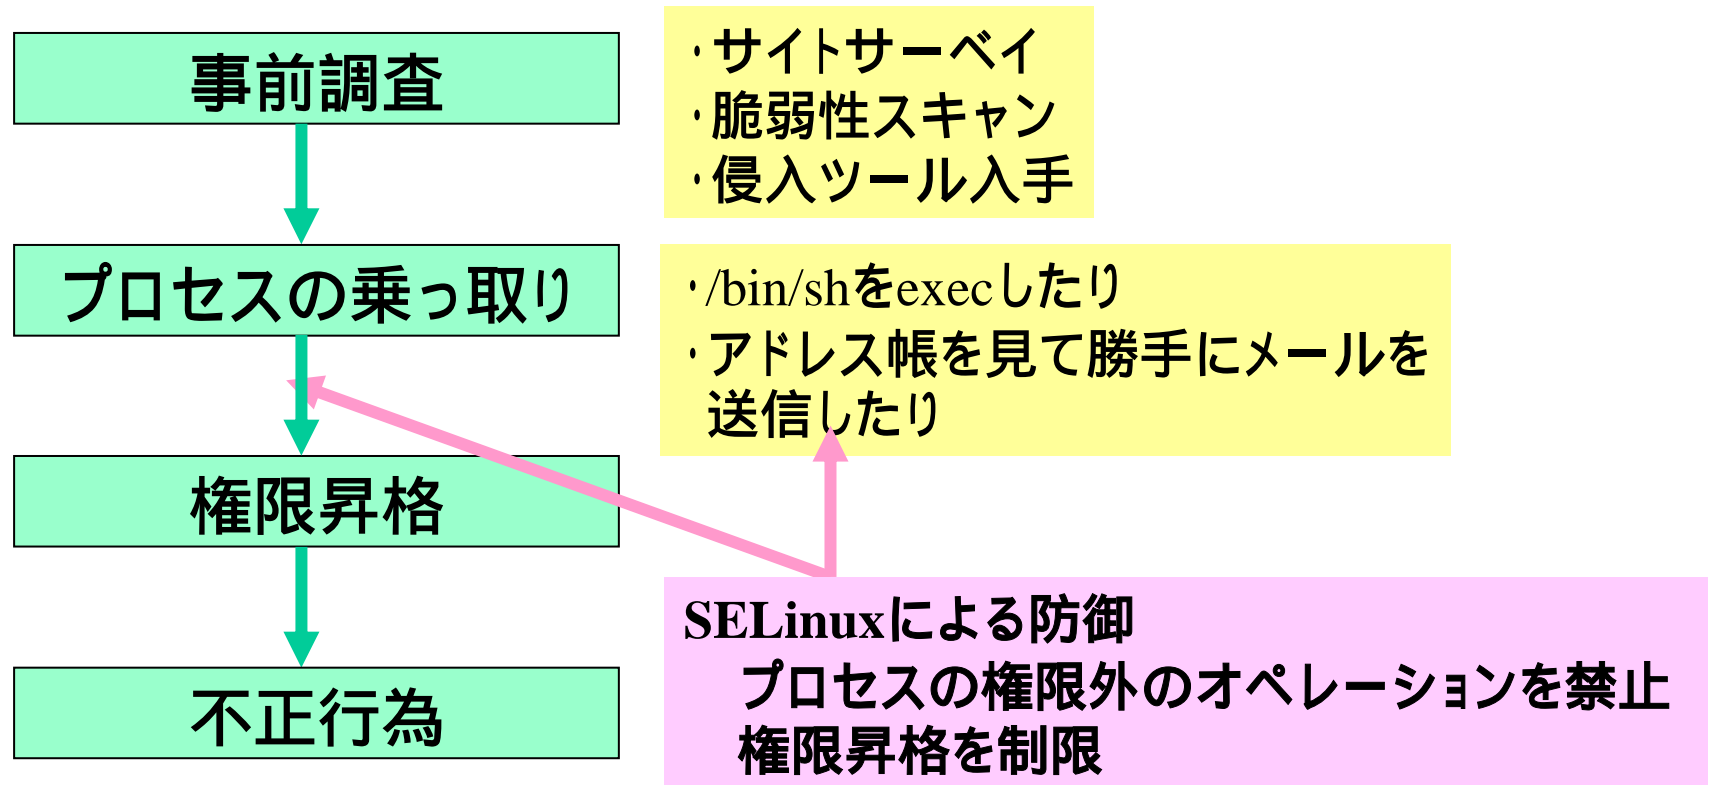 事前調査
・サイトサーベイ
・脆弱性スキャン
・侵入ツール入手
プロセスの乗っ取り
・/bin/shをexecしたり
・アドレス帳を見て勝手にメールを
送信したり
権限昇格
不正行為
SELinuxによる防御
プロセスの権限外のオペレーションを禁止
権限昇格を制限